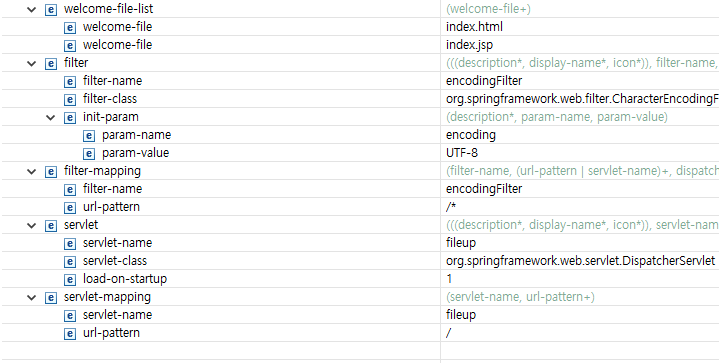 welcome-file-list (welcome-file+)
welcome-file index.html
welcome-file index.jsp
filter (((description*, display-name*, icon*)), filter-name,
filter-name encodingFilter
filter-class org.springframework.web.filter.CharacterEncodingF
init-param (description*, param-name, param-value)
param-name encoding
param-value UTF-8
filter-mapping (filter-name, (url-pattern | servlet-name)+, dispatch
filter-name encodingFilter
url-pattern /*
servlet (((description*, display-name*, icon*)), servlet-nam
servlet-name fileup
servlet-class org.springframework.web.servlet.DispatcherServlet
load-on-startup 1
servlet-mapping (servlet-name, url-pattern+)
servlet-name fileup
url-pattern /